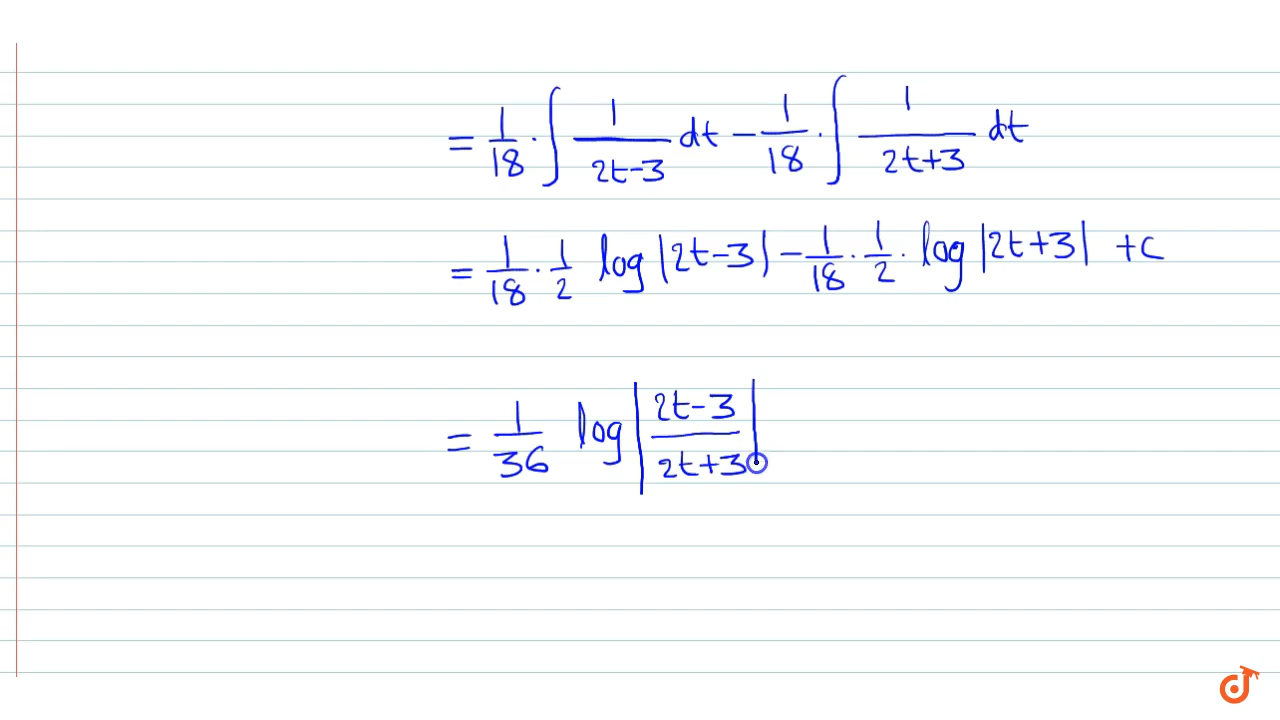 = 1/18 · ∫ 1/(2t-3) dt - 1/18 · ∫ 1/(2t+3) dt
= 1/18 · 1/2 log|2t-3| - 1/18 · 1/2 · log|2t+3| + c
= 1/36 log|(2t-3)/(2t+3)|